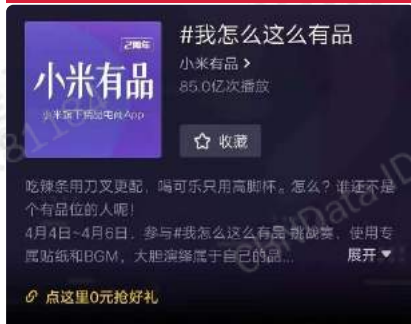 #我怎么这么有品
2周年
小米有品
小米旗下精品电商App
小米有品
85.0亿次播放
收藏
吃辣条用刀叉更配，喝可乐只用高脚杯。怎么？谁还不是
个有品位的人呢！
4月4日~4月6日，参与#我怎么这么有品 挑战赛，使用专
属贴纸和BGM，大胆演绎属于自己的品... 展开
点这里0元抢好礼